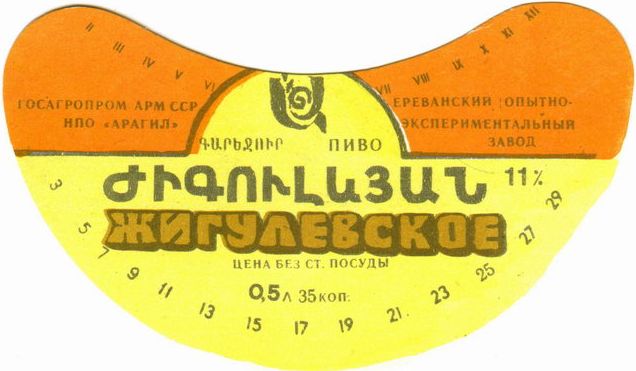 II III IV V VI VII VIII IX X XI XII
ГОСАГРОПРОМ АРМ ССР
НПО «АРАГИЛ»
ЕРЕВАНСКИЙ ОПЫТНО-
ЭКСПЕРИМЕНТАЛЬНЫЙ
ЗАВОД
ԳԱՐԵՋՈՒՐ ПИВО
ԺԻԳՈՒԼԱՅԱՆ 11%
ЖИГУЛЕВСКОЕ
ЦЕНА БЕЗ СТ. ПОСУДЫ
0,5 л 35 коп.
3 5 7 9 11 13 15 17 19 21 23 25 27 29